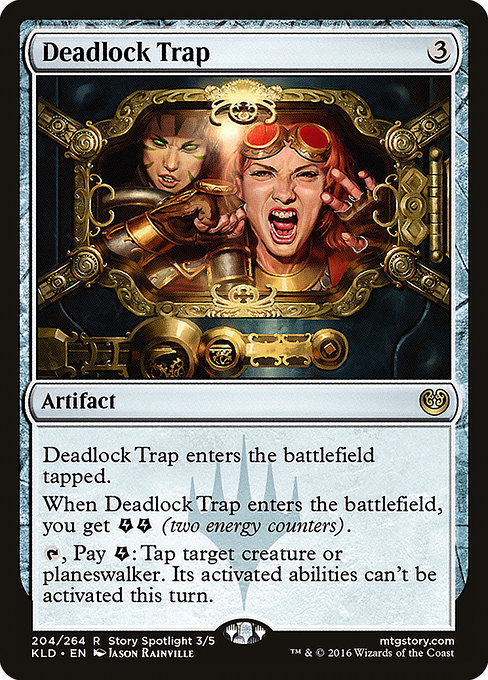 Deadlock Trap 3
Artifact
Deadlock Trap enters the battlefield
tapped.
When Deadlock Trap enters the battlefield,
you get (two energy counters).
, Pay : Tap target creature or
planeswalker. Its activated abilities can't be
activated this turn.
204/264 R Story Spotlight 3/5 mtgstory.com
KLD • EN Jason Rainville ™ & © 2016 Wizards of the Coast